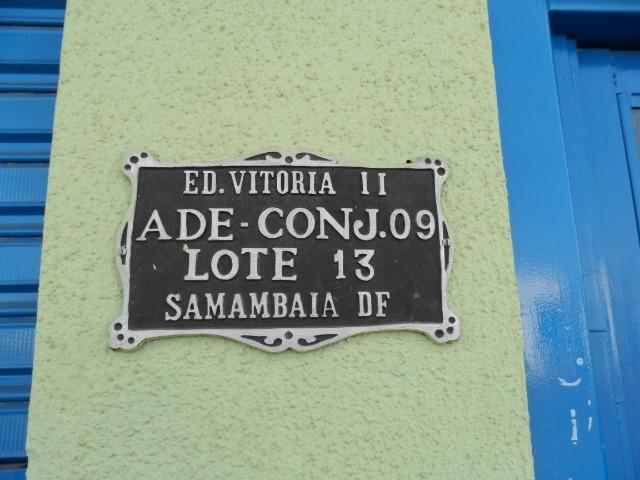 ED. VITORIA II
ADE - CONJ. 09
LOTE 13
SAMAMBAIA DF